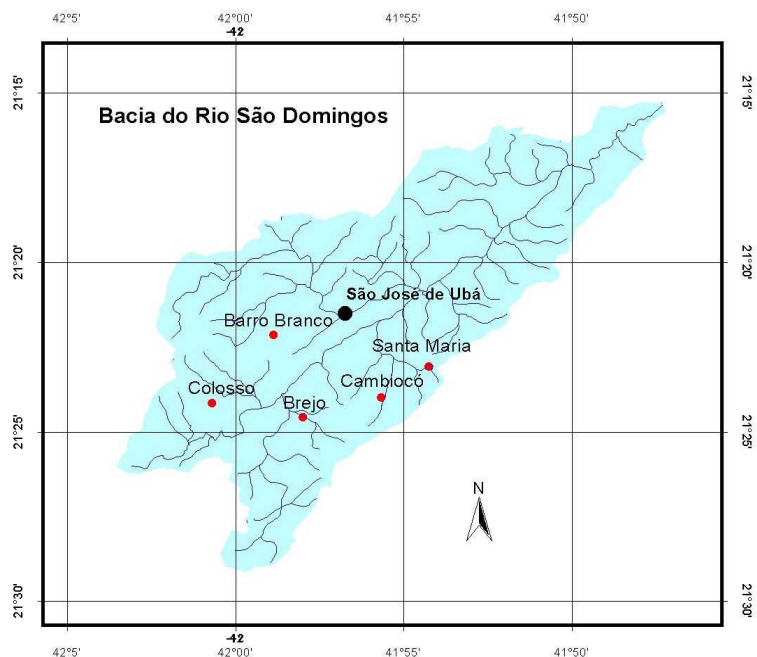 42°5' 42°00' 41°55' 41°50'
-42
21°15' 21°15'
Bacia do Rio São Domingos
21°20' 21°20'
São José de Ubá
Barro Branco
Santa Maria
Cambiocó
Colosso
Brejo
21°25' 21°25'
N
21°30' 21°30'
-42
42°5' 42°00' 41°55' 41°50'